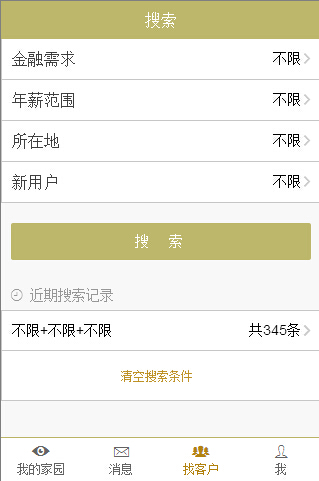 搜索
金融需求 不限
年薪范围 不限
所在地 不限
新用户 不限
搜 索
近期搜索记录
不限+不限+不限 共345条
清空搜索条件
我的家园 消息 找客户 我